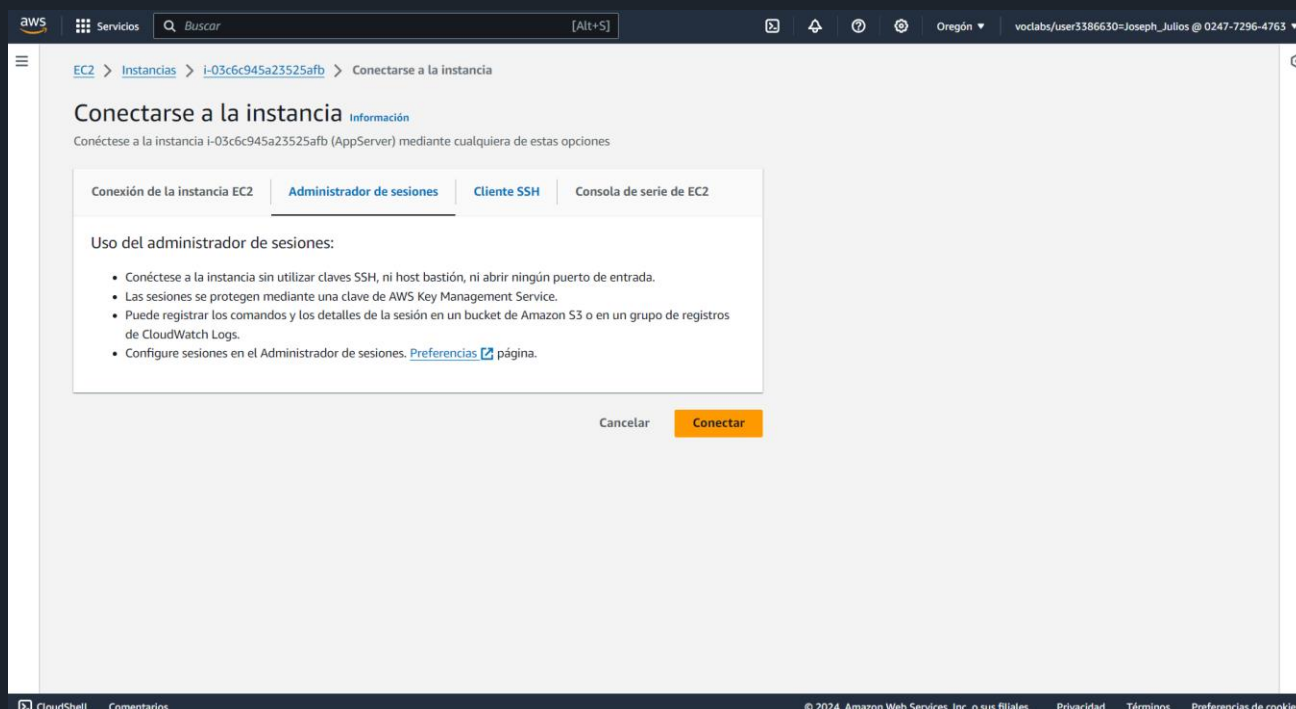 aws Servicios Buscar [Alt+S] Oregón voclabs/user3386630=Joseph_Julios @ 0247-7296-4763
EC2 > Instancias > i-03c6c945a23525afb > Conectarse a la instancia
Conectarse a la instancia Información
Conéctese a la instancia i-03c6c945a23525afb (AppServer) mediante cualquiera de estas opciones
Conexión de la instancia EC2 Administrador de sesiones Cliente SSH Consola de serie de EC2
Uso del administrador de sesiones:
• Conéctese a la instancia sin utilizar claves SSH, ni host bastión, ni abrir ningún puerto de entrada.
• Las sesiones se protegen mediante una clave de AWS Key Management Service.
• Puede registrar los comandos y los detalles de la sesión en un bucket de Amazon S3 o en un grupo de registros
de CloudWatch Logs.
• Configure sesiones en el Administrador de sesiones. Preferencias página.
Cancelar Conectar
CloudShell Comentarios © 2024, Amazon Web Services, Inc. o sus filiales. Privacidad Términos Preferencias de cookie